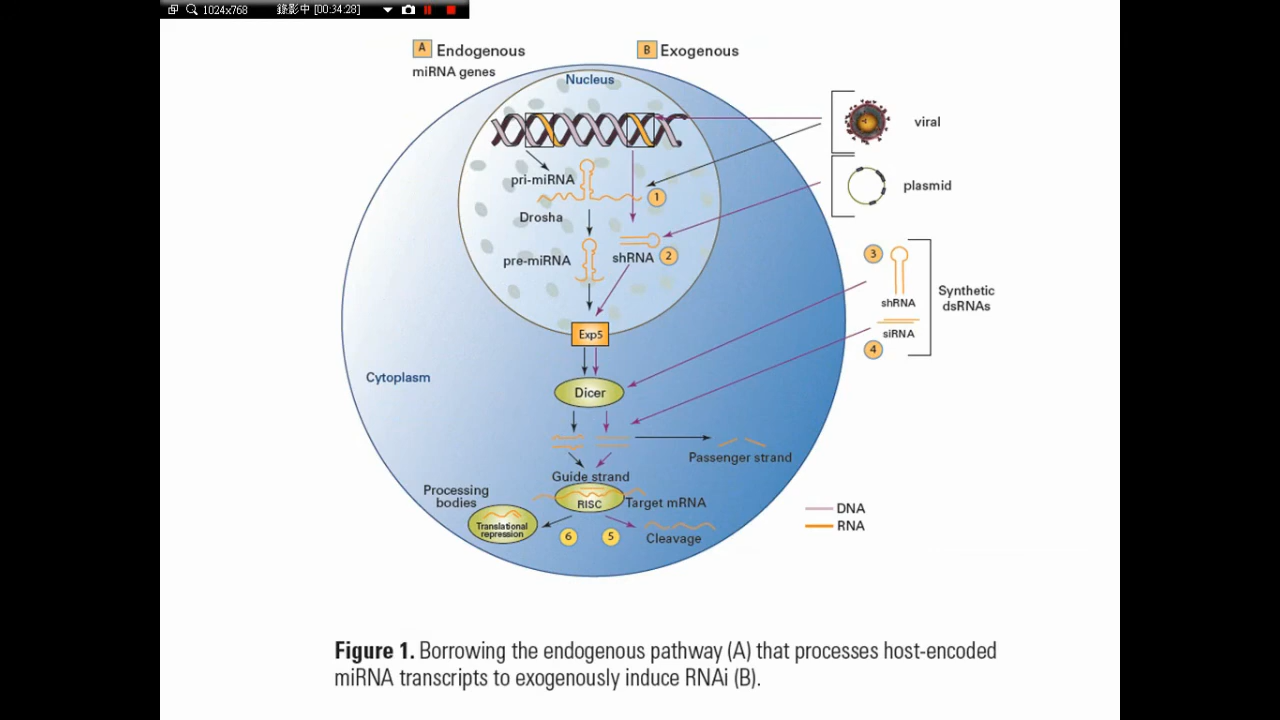 1024x768 錄影中 [00:34:28]
A Endogenous
miRNA genes
B Exogenous
Nucleus
viral
pri-miRNA
1
plasmid
Drosha
pre-miRNA
shRNA 2
3
shRNA
Synthetic
dsRNAs
siRNA
4
Exp5
Cytoplasm
Dicer
Passenger strand
Guide strand
Processing
bodies
RISC
Target mRNA
Translational
repression
6
5
Cleavage
DNA
RNA
Figure 1. Borrowing the endogenous pathway (A) that processes host-encoded
miRNA transcripts to exogenously induce RNAi (B).